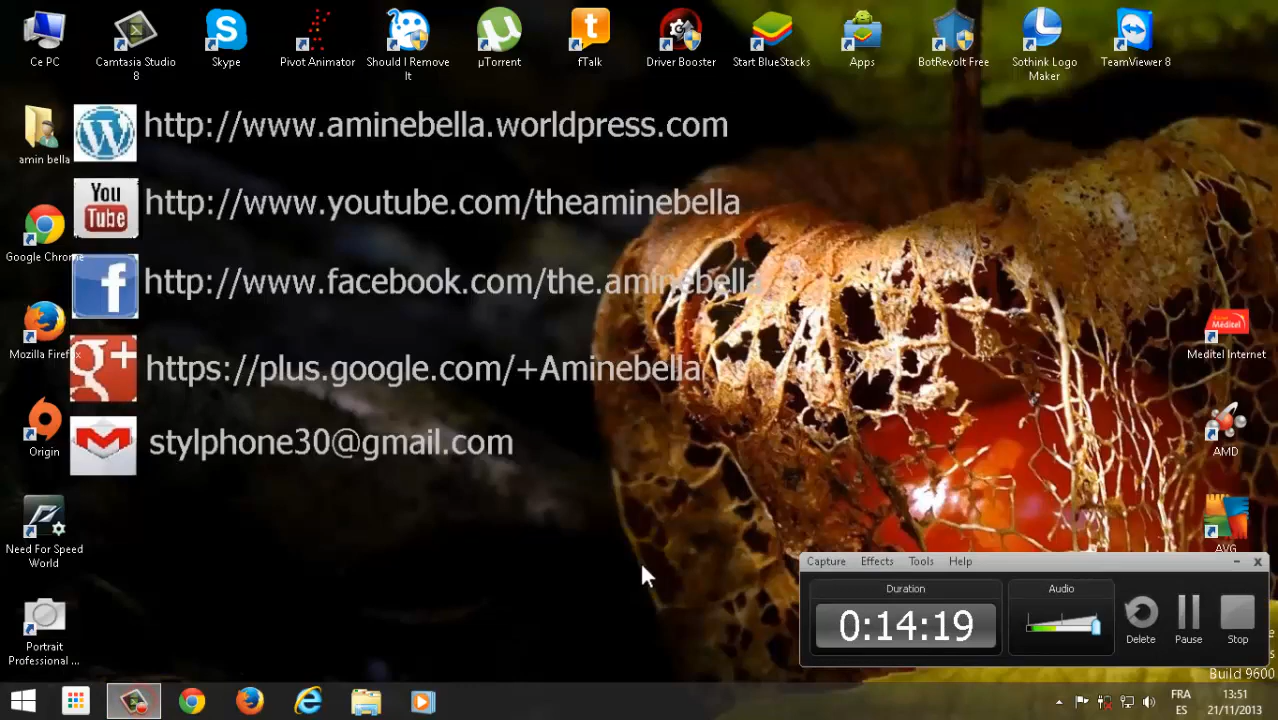 Ce PC
Camtasia Studio 8
Skype
Pivot Animator
Should I Remove It
µTorrent
fTalk
Driver Booster
Start BlueStacks
Apps
BotRevolt Free
Sothink Logo Maker
TeamViewer 8
amin bella
http://www.aminebella.worldpress.com
You Tube
http://www.youtube.com/theaminebella
Google Chrome
http://www.facebook.com/the.aminebella
Mozilla Firefox
https://plus.google.com/+Aminebella
Meditel Internet
Origin
stylphone30@gmail.com
AMD
Need For Speed World
AVG
Portrait Professional ...
Capture Effects Tools Help
Duration
Audio
0:14:19
Delete
Pause
Stop
Build 9600
FRA
ES
13:51
21/11/2013